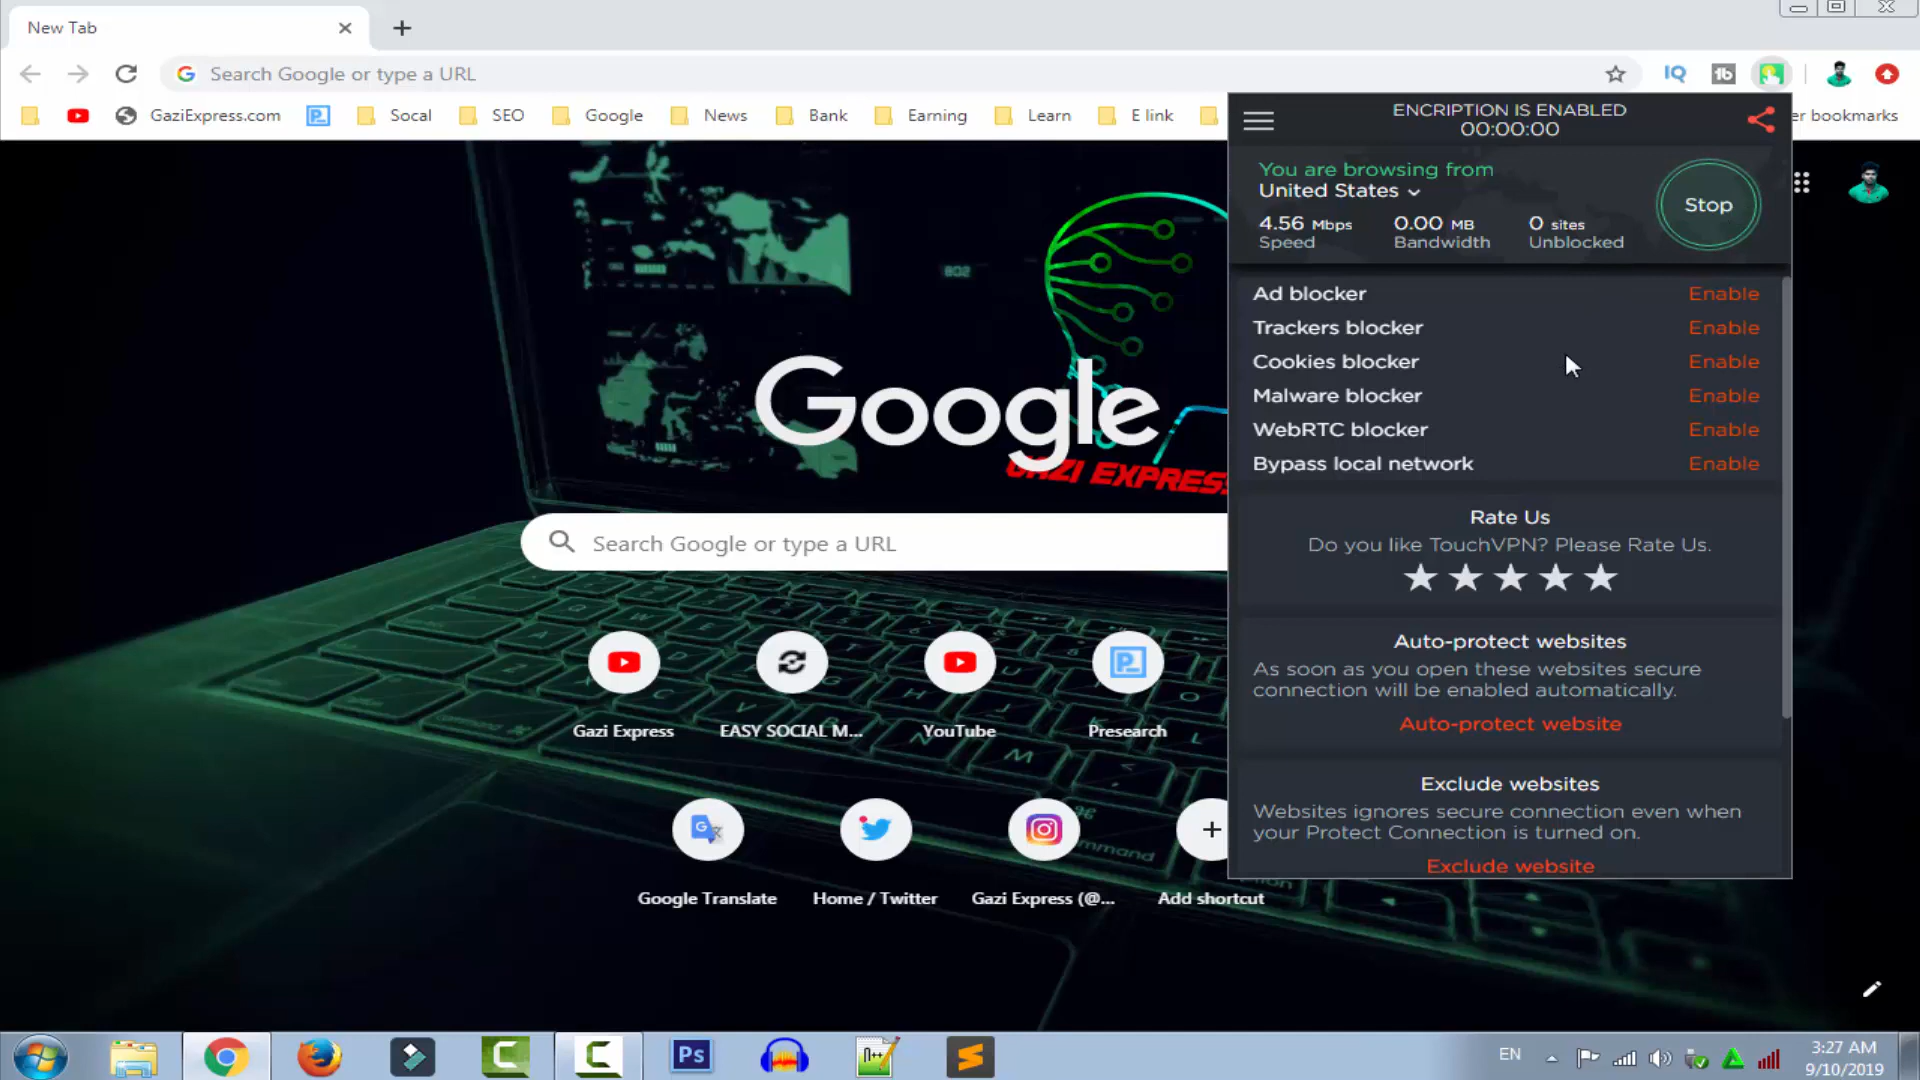 New Tab
Search Google or type a URL
GaziExpress.com
Socal
SEO
Google
News
Bank
Earning
Learn
E link
er bookmarks
ENCRIPTION IS ENABLED
00:00:00
You are browsing from
United States
4.56 Mbps
Speed
0.00 MB
Bandwidth
0 sites
Unblocked
Stop
Ad blocker Enable
Trackers blocker Enable
Cookies blocker Enable
Malware blocker Enable
WebRTC blocker Enable
Bypass local network Enable
Rate Us
Do you like TouchVPN? Please Rate Us.
Auto-protect websites
As soon as you open these websites secure
connection will be enabled automatically.
Auto-protect website
Exclude websites
Websites ignores secure connection even when
your Protect Connection is turned on.
Exclude website
802
Google
GAZI EXPRESS
Search Google or type a URL
Gazi Express
EASY SOCIAL M...
YouTube
Presearch
Google Translate
Home / Twitter
Gazi Express (@...
Add shortcut
EN
3:27 AM
9/10/2019